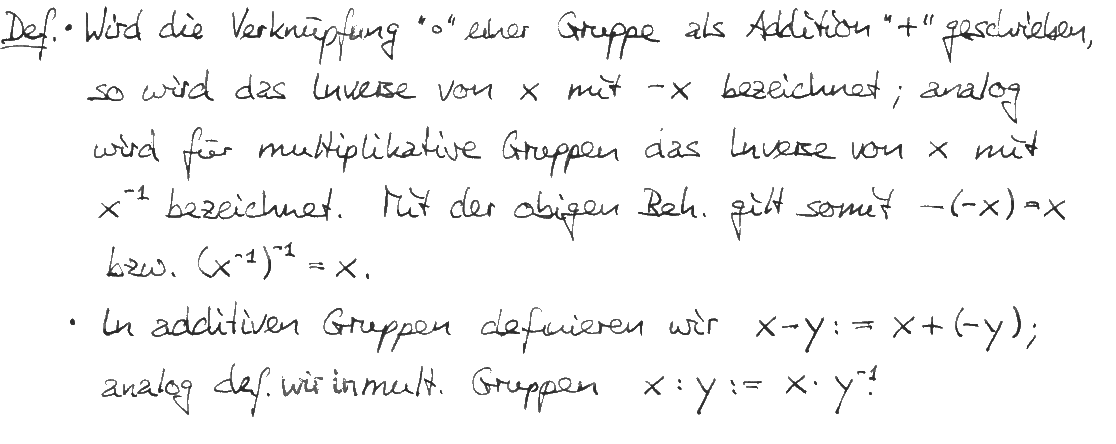 Def. • Wird die Verknüpfung "∘" einer Gruppe als Addition "+" geschrieben,
so wird das Inverse von x mit -x bezeichnet; analog
wird für multiplikative Gruppen das Inverse von x mit
x⁻¹ bezeichnet. Mit der obigen Beh. gilt somit -(-x) = x
bzw. (x⁻¹)⁻¹ = x.
• In additiven Gruppen definieren wir x-y := x+(-y);
analog def. wir in mult. Gruppen x : y := x · y⁻¹.